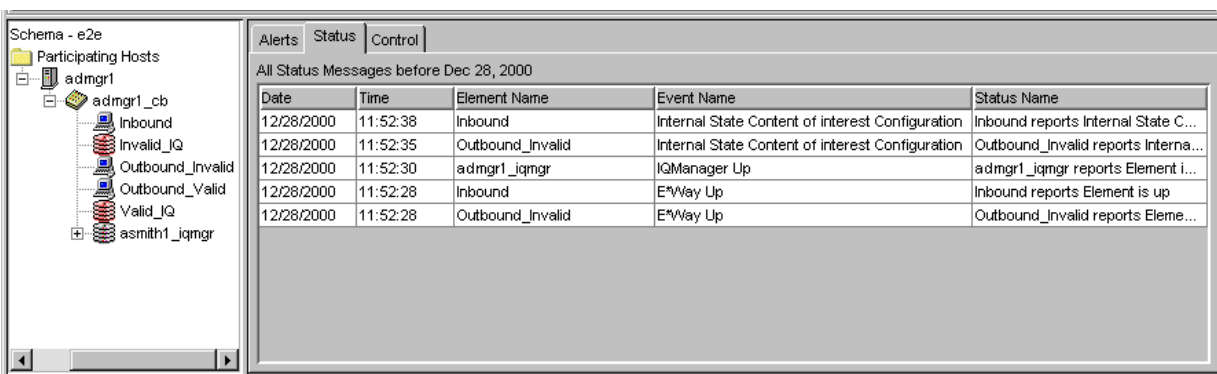 Schema - e2e
Participating Hosts
admgr1
admgr1_cb
Inbound
Invalid_IQ
Outbound_Invalid
Outbound_Valid
Valid_IQ
asmith1_iqmgr
Alerts Status Control
All Status Messages before Dec 28, 2000
Date Time Element Name Event Name Status Name
12/28/2000 11:52:38 Inbound Internal State Content of interest Configuration Inbound reports Internal State C...
12/28/2000 11:52:35 Outbound_Invalid Internal State Content of interest Configuration Outbound_Invalid reports Interna...
12/28/2000 11:52:30 admgr1_iqmgr IQManager Up admgr1_iqmgr reports Element i...
12/28/2000 11:52:28 Inbound E*Way Up Inbound reports Element is up
12/28/2000 11:52:28 Outbound_Invalid E*Way Up Outbound_Invalid reports Eleme...